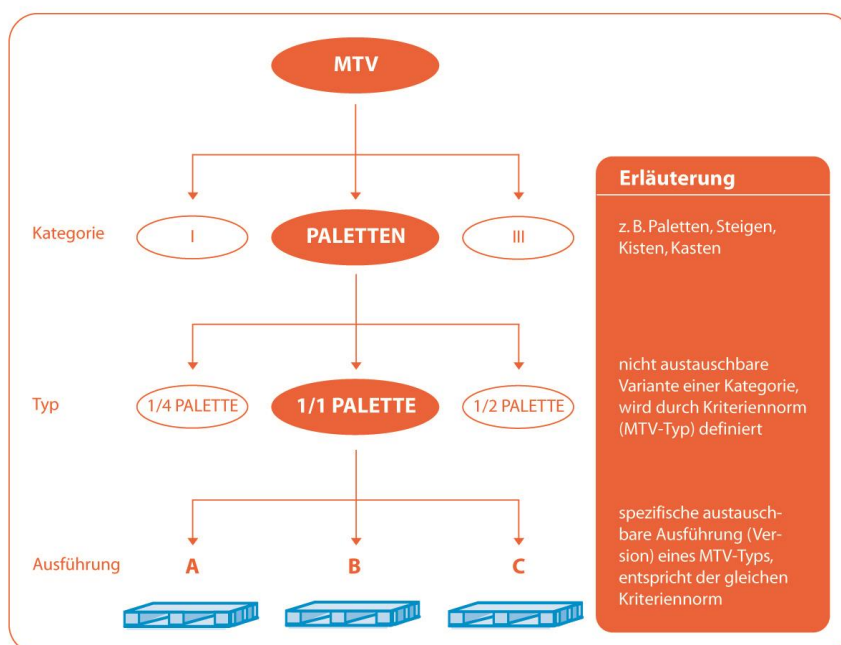 MTV
Erläuterung
Kategorie
I
PALETTEN
III
z. B. Paletten, Steigen,
Kisten, Kasten
Typ
1/4 PALETTE
1/1 PALETTE
1/2 PALETTE
nicht austauschbare
Variante einer Kategorie,
wird durch Kriteriennorm
(MTV-Typ) definiert
Ausführung
A
B
C
spezifische austausch-
bare Ausführung (Ver-
sion) eines MTV-Typs,
entspricht der gleichen
Kriteriennorm